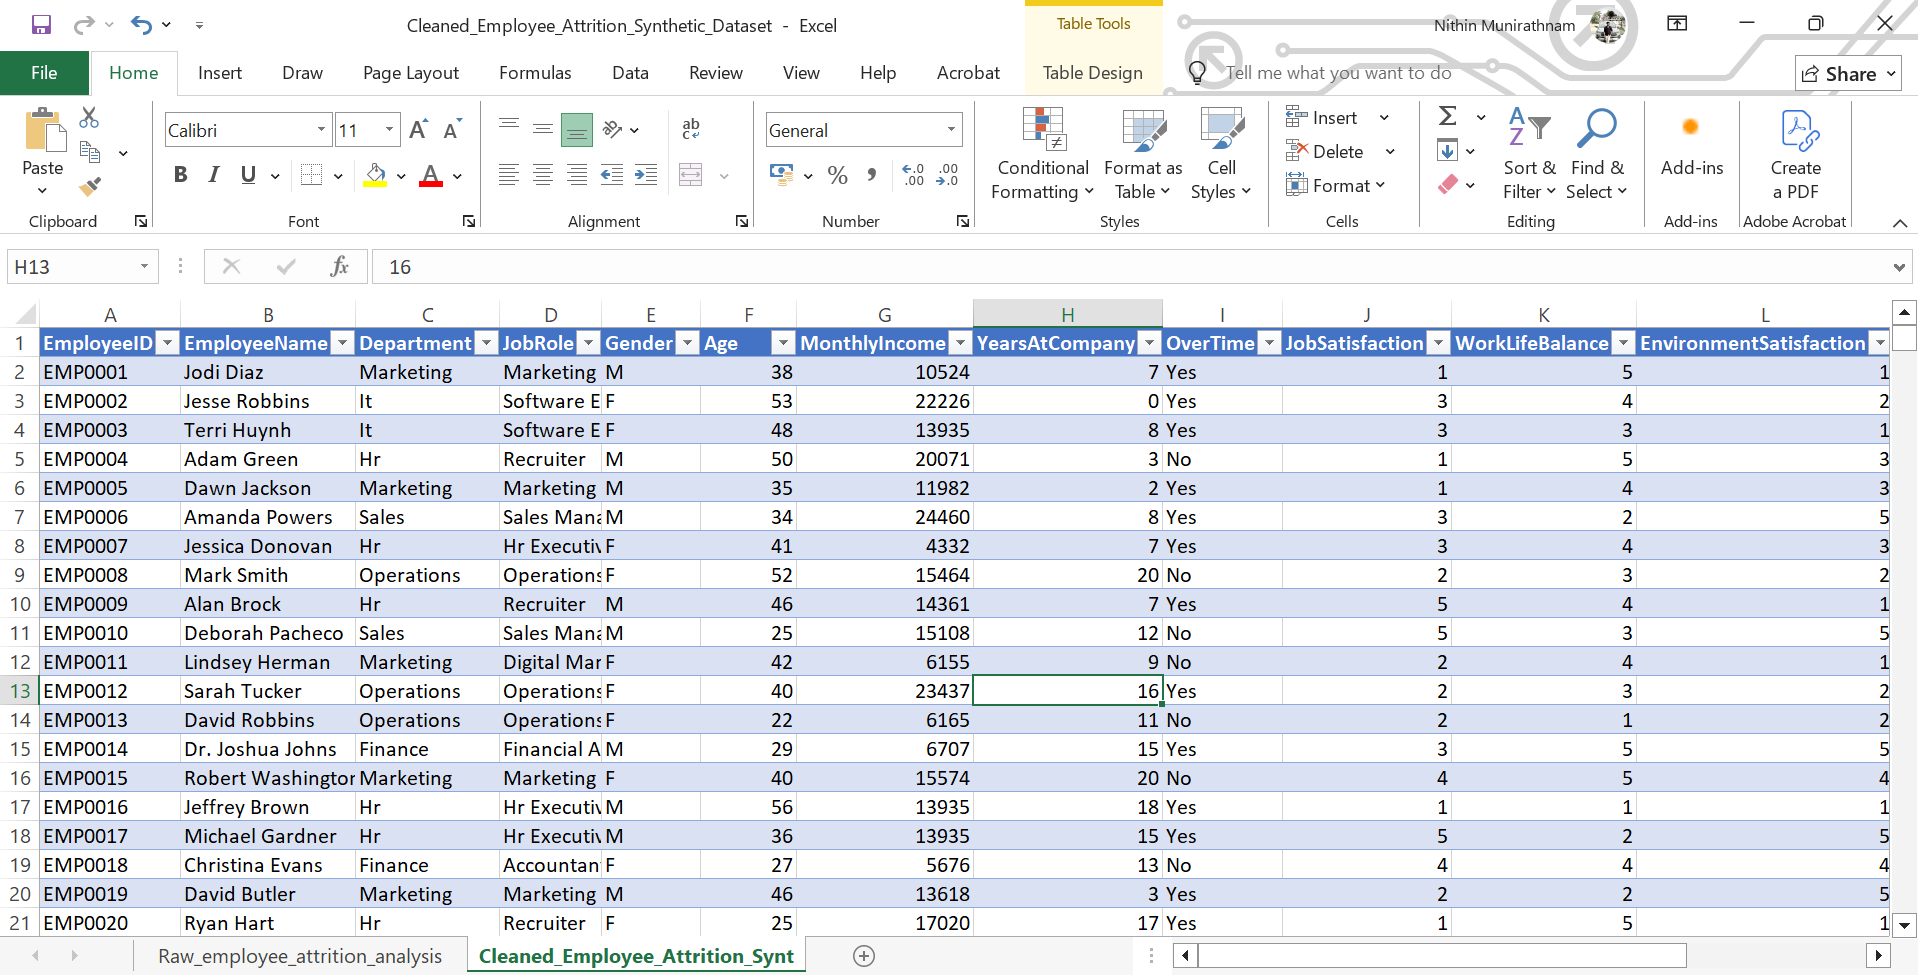 Cleaned_Employee_Attrition_Synthetic_Dataset - Excel
Table Tools
Nithin Munirathnam
File Home Insert Draw Page Layout Formulas Data Review View Help Acrobat Table Design Tell me what you want to do Share
Paste
Calibri 11
B I U A
ab
c
General
% , .00 .0
Conditional Formatting
Format as Table
Cell Styles
Insert
Delete
Format
Σ
A Z
Sort & Filter
Find & Select
Add-ins
Create a PDF
Clipboard Font Alignment Number Styles Cells Editing Add-ins Adobe Acrobat
H13 fx 16
A B C D E F G H I J K L
1 EmployeeID EmployeeName Department JobRole Gender Age MonthlyIncome YearsAtCompany OverTime JobSatisfaction WorkLifeBalance EnvironmentSatisfaction
2 EMP0001 Jodi Diaz Marketing Marketing M 38 10524 7 Yes 1 5 1
3 EMP0002 Jesse Robbins It Software E F 53 22226 0 Yes 3 4 2
4 EMP0003 Terri Huynh It Software E F 48 13935 8 Yes 3 3 1
5 EMP0004 Adam Green Hr Recruiter M 50 20071 3 No 1 5 3
6 EMP0005 Dawn Jackson Marketing Marketing M 35 11982 2 Yes 1 4 3
7 EMP0006 Amanda Powers Sales Sales Mana M 34 24460 8 Yes 3 2 5
8 EMP0007 Jessica Donovan Hr Hr Executiv F 41 4332 7 Yes 3 4 3
9 EMP0008 Mark Smith Operations Operations F 52 15464 20 No 2 3 2
10 EMP0009 Alan Brock Hr Recruiter M 46 14361 7 Yes 5 4 1
11 EMP0010 Deborah Pacheco Sales Sales Mana M 25 15108 12 No 5 3 5
12 EMP0011 Lindsey Herman Marketing Digital Mar F 42 6155 9 No 2 4 1
13 EMP0012 Sarah Tucker Operations Operations F 40 23437 16 Yes 2 3 2
14 EMP0013 David Robbins Operations Operations F 22 6165 11 No 2 1 2
15 EMP0014 Dr. Joshua Johns Finance Financial A M 29 6707 15 Yes 3 5 5
16 EMP0015 Robert Washington Marketing Marketing F 40 15574 20 No 4 5 4
17 EMP0016 Jeffrey Brown Hr Hr Executiv M 56 13935 18 Yes 1 1 1
18 EMP0017 Michael Gardner Hr Hr Executiv M 36 13935 15 Yes 5 2 5
19 EMP0018 Christina Evans Finance Accountan F 27 5676 13 No 4 4 4
20 EMP0019 David Butler Marketing Marketing M 46 13618 3 Yes 2 2 5
21 EMP0020 Ryan Hart Hr Recruiter F 25 17020 17 Yes 1 5 1
Raw_employee_attrition_analysis Cleaned_Employee_Attrition_Synt